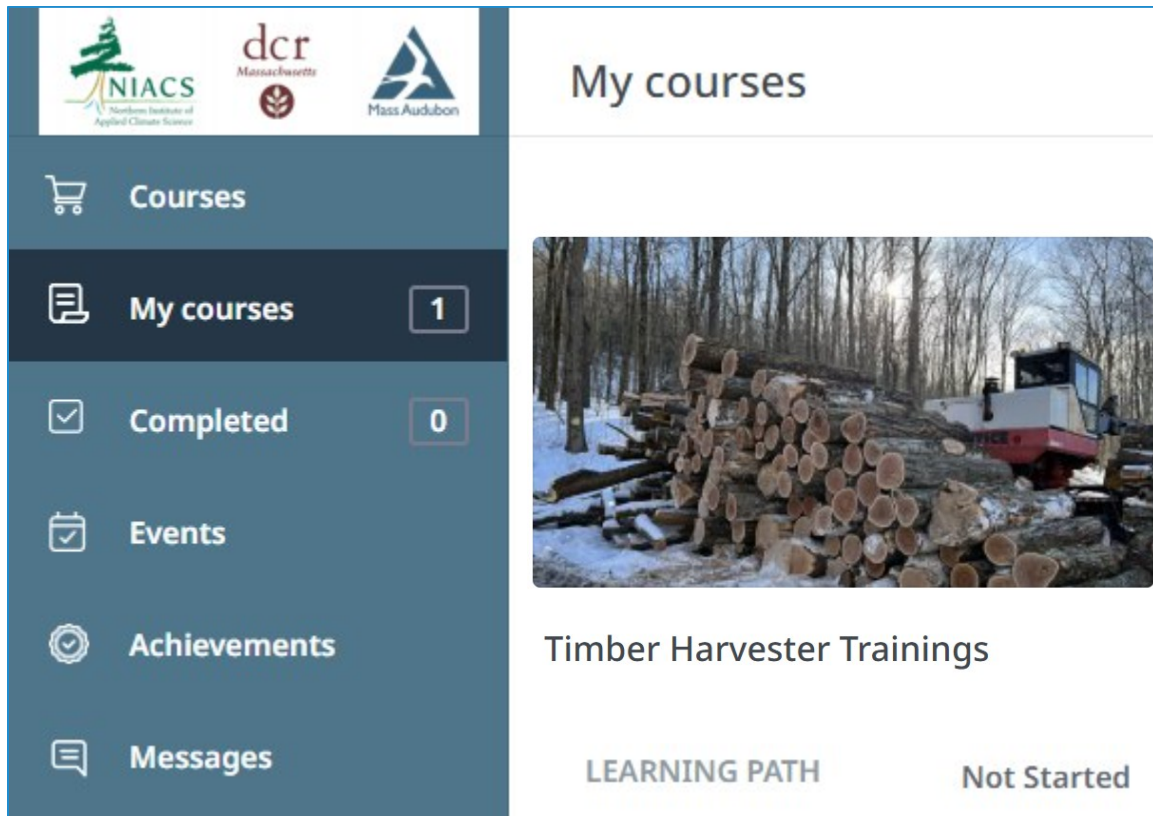 NIACS
Northern Institute of
Applied Climate Science
dcr
Massachusetts
Mass Audubon
My courses
Courses
My courses 1
Completed 0
Events
Achievements
Messages
Timber Harvester Trainings
LEARNING PATH
Not Started